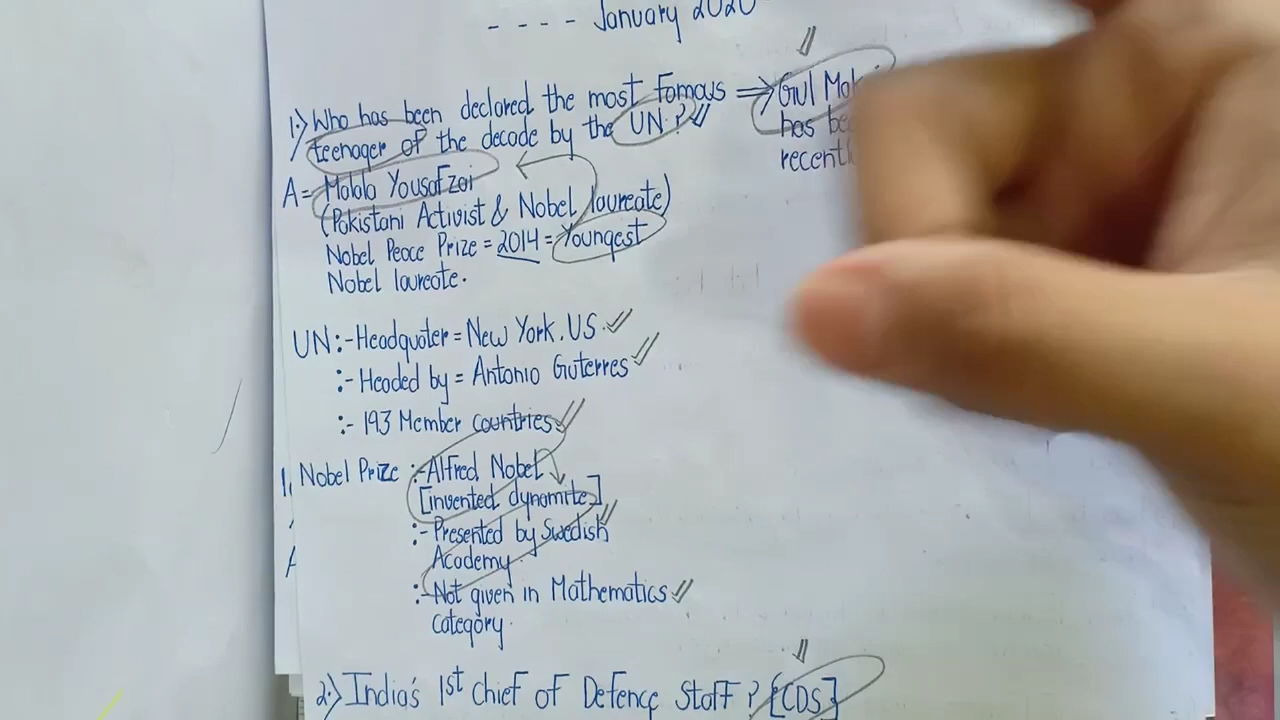 - - - - January 2020
1.) Who has been declared the most famous
teenager of the decade by the UN?
⇒ Gul
has
A = Malala Yousafzai
(Pakistani Activist & Nobel laureate)
Nobel Peace Prize = 2014 = Youngest
Nobel laureate.
UN :- Headquater = New York, US.
:- Headed by = Antonio Guterres
:- 193 Member countries
Nobel Prize :- Alfred Nobel
[invented dynamite]
:- Presented by Swedish
Academy.
:- Not given in Mathematics
category.
2.) India's 1st chief of Defence Staff? [CDS]